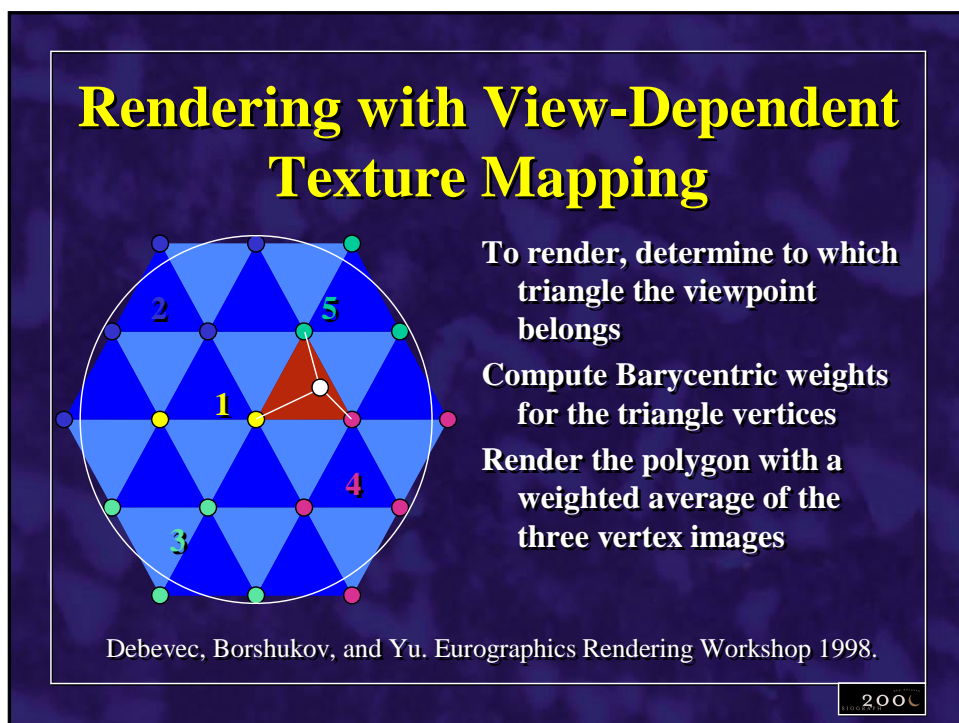 Rendering with View-Dependent
Texture Mapping
2
5
1
4
3
To render, determine to which
triangle the viewpoint
belongs
Compute Barycentric weights
for the triangle vertices
Render the polygon with a
weighted average of the
three vertex images
Debevec, Borshukov, and Yu. Eurographics Rendering Workshop 1998.
SIGGRAPH